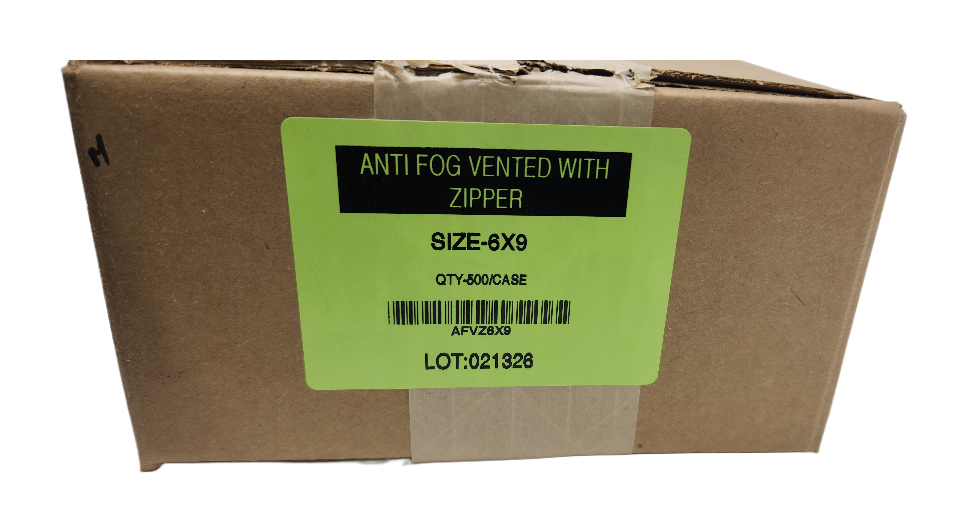 ANTI FOG VENTED WITH
ZIPPER
SIZE-6X9
QTY-500/CASE
AFVZ6X9
LOT:021326